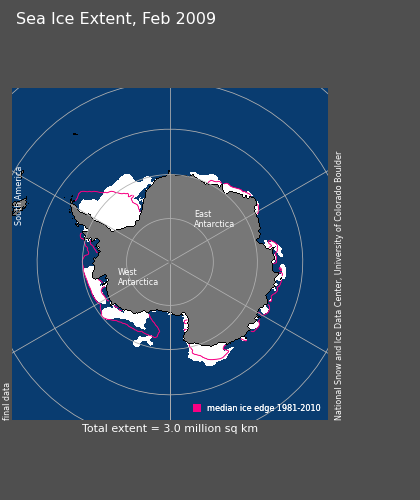 Sea Ice Extent, Feb 2009
South America
East
Antarctica
West
Antarctica
National Snow and Ice Data Center, University of Colorado Boulder
final data
median ice edge 1981-2010
Total extent = 3.0 million sq km